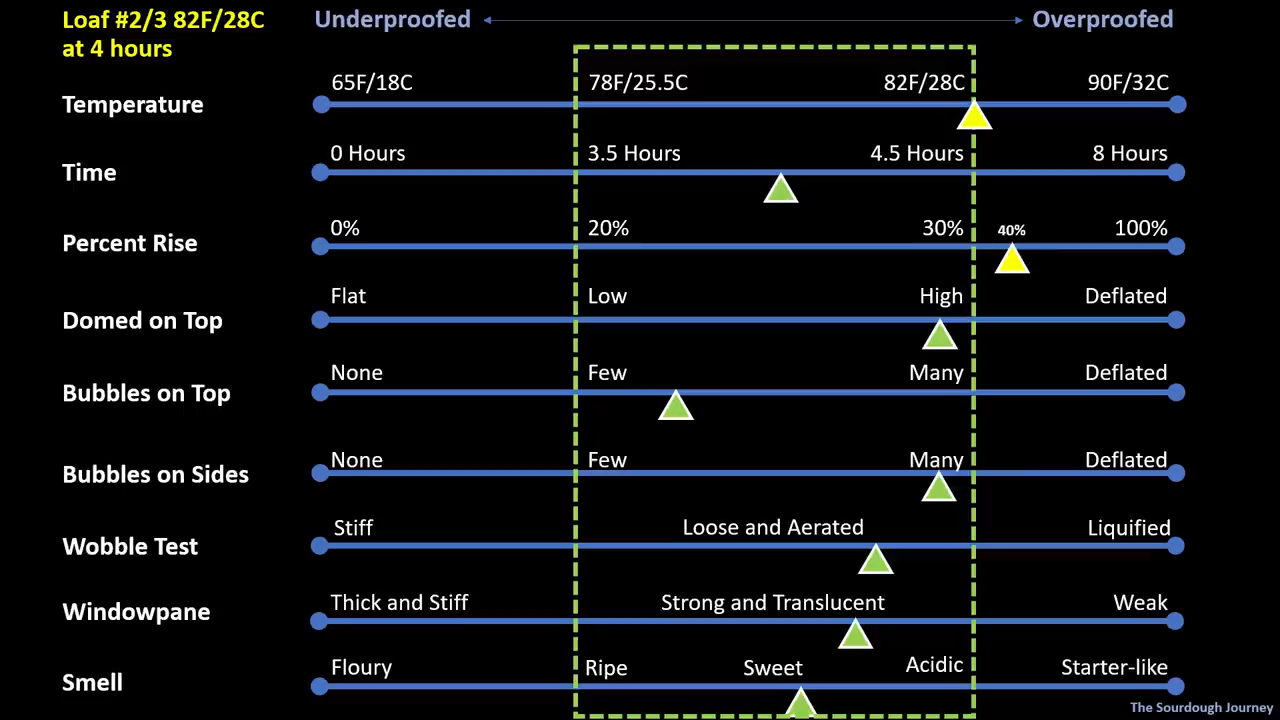 Loaf #2/3 82F/28C
at 4 hours
Underproofed
Overproofed
Temperature
65F/18C
78F/25.5C
82F/28C
90F/32C
Time
0 Hours
3.5 Hours
4.5 Hours
8 Hours
Percent Rise
0%
20%
30%
40%
100%
Domed on Top
Flat
Low
High
Deflated
Bubbles on Top
None
Few
Many
Deflated
Bubbles on Sides
None
Few
Many
Deflated
Wobble Test
Stiff
Loose and Aerated
Liquified
Windowpane
Thick and Stiff
Strong and Translucent
Weak
Smell
Floury
Ripe
Sweet
Acidic
Starter-like
The Sourdough Journey